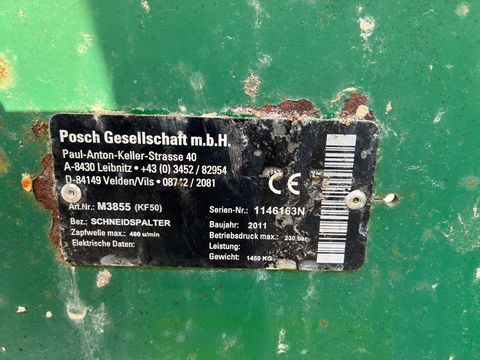 Posch Gesellschaft m.b.H.
Paul-Anton-Keller-Strasse 40
A-8430 Leibnitz • +43 (0) 3452 / 82954
D-84149 Velden/Vils • 08742 / 2081
CE
Art.Nr.: M3855 (KF50)
Serien-Nr.: 1146163N
Bez.: SCHNEIDSPALTER
Baujahr: 2011
Zapfwelle max.: 480 u/min
Betriebsdruck max.: 230 bar
Elektrische Daten:
Leistung:
Gewicht: 1450 KG